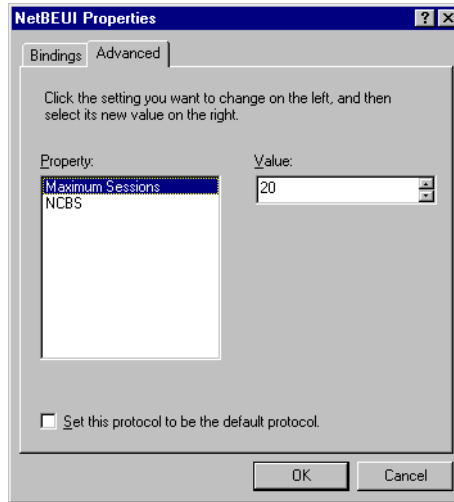 NetBEUI Properties
Bindings
Advanced
Click the setting you want to change on the left, and then
select its new value on the right.
Property:
Value:
Maximum Sessions
20
NCBS
Set this protocol to be the default protocol.
OK
Cancel